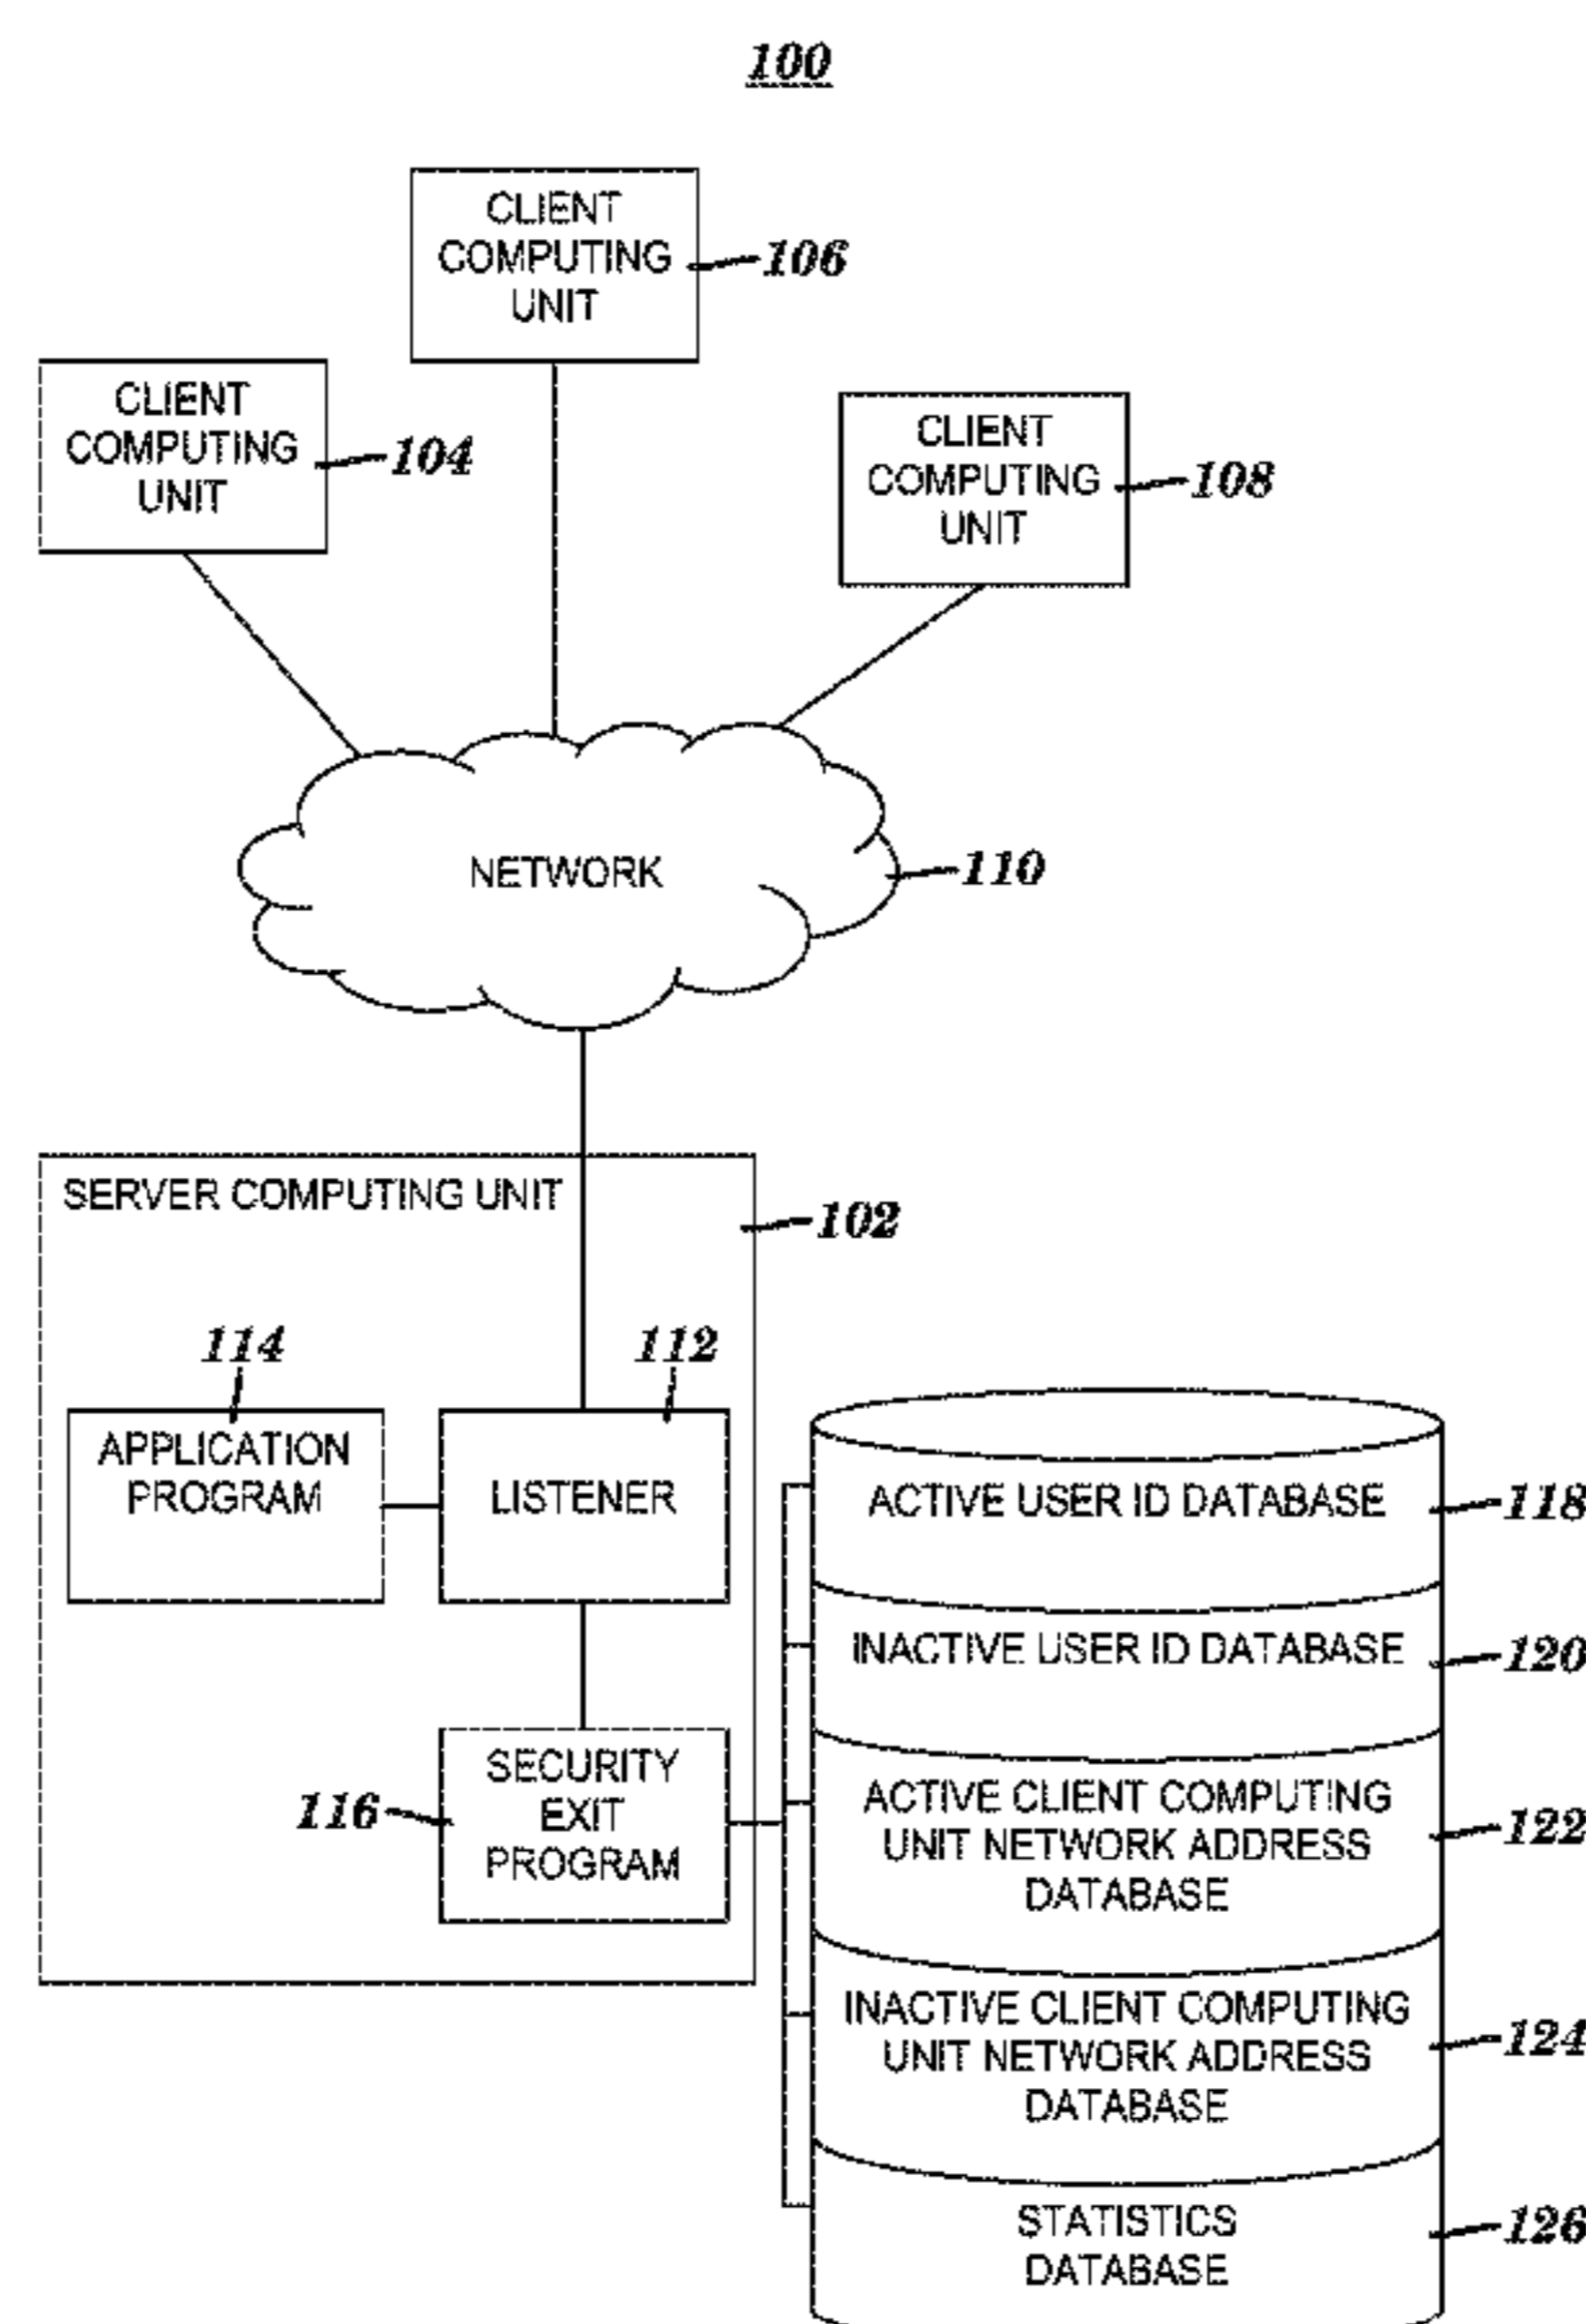 100
CLIENT
COMPUTING
UNIT
106
CLIENT
COMPUTING
UNIT
104
CLIENT
COMPUTING
UNIT
108
NETWORK
110
SERVER COMPUTING UNIT
102
114
112
APPLICATION
PROGRAM
LISTENER
ACTIVE USER ID DATABASE
118
INACTIVE USER ID DATABASE
120
SECURITY
EXIT
PROGRAM
116
ACTIVE CLIENT COMPUTING
UNIT NETWORK ADDRESS
DATABASE
122
INACTIVE CLIENT COMPUTING
UNIT NETWORK ADDRESS
DATABASE
124
STATISTICS
DATABASE
126